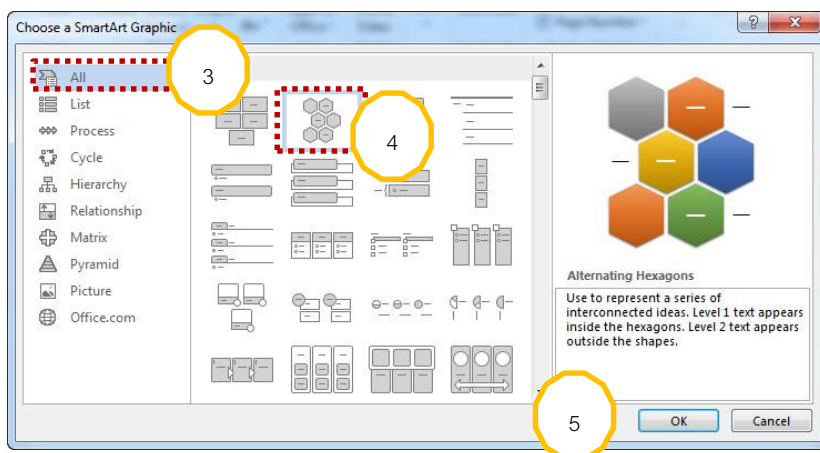 Choose a SmartArt Graphic
All
3
List
Process
4
Cycle
Hierarchy
Relationship
Matrix
Pyramid
Picture
Office.com
Alternating Hexagons
Use to represent a series of
interconnected ideas. Level 1 text appears
inside the hexagons. Level 2 text appears
outside the shapes.
5
OK
Cancel